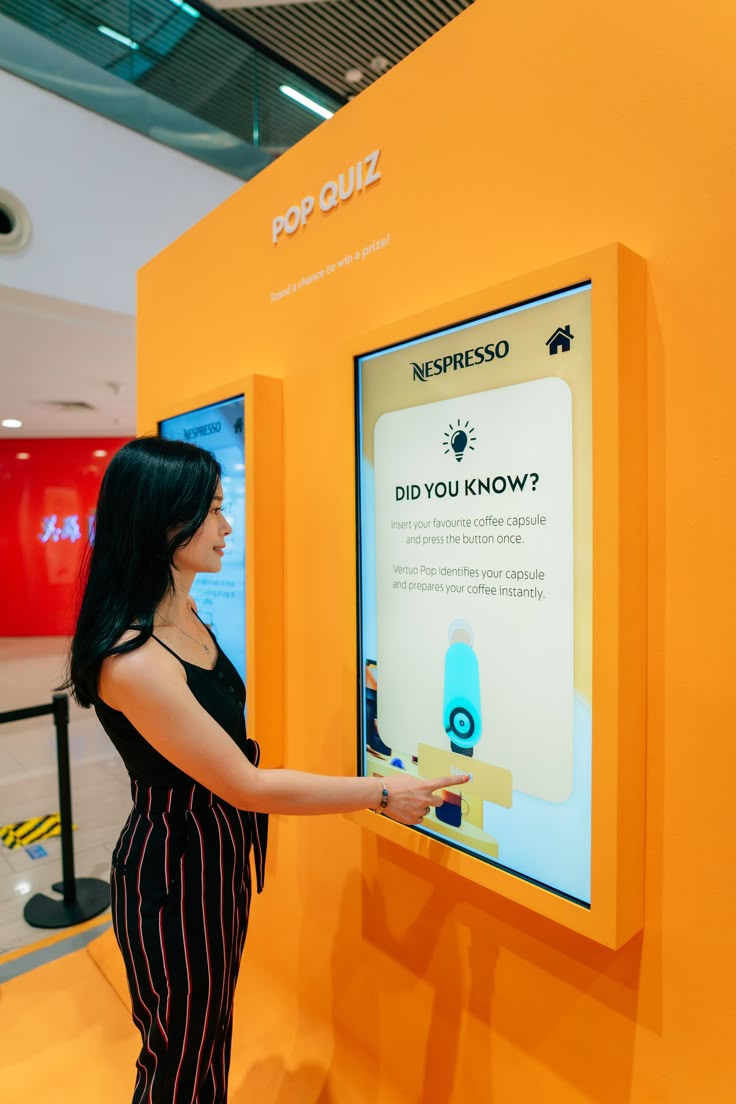 POP QUIZ
Stand a chance to win a prize!
NESPRESSO
NESPRESSO
DID YOU KNOW?
Insert your favourite coffee capsule
and press the button once.
Vertuo Pop identifies your capsule
and prepares your coffee instantly.